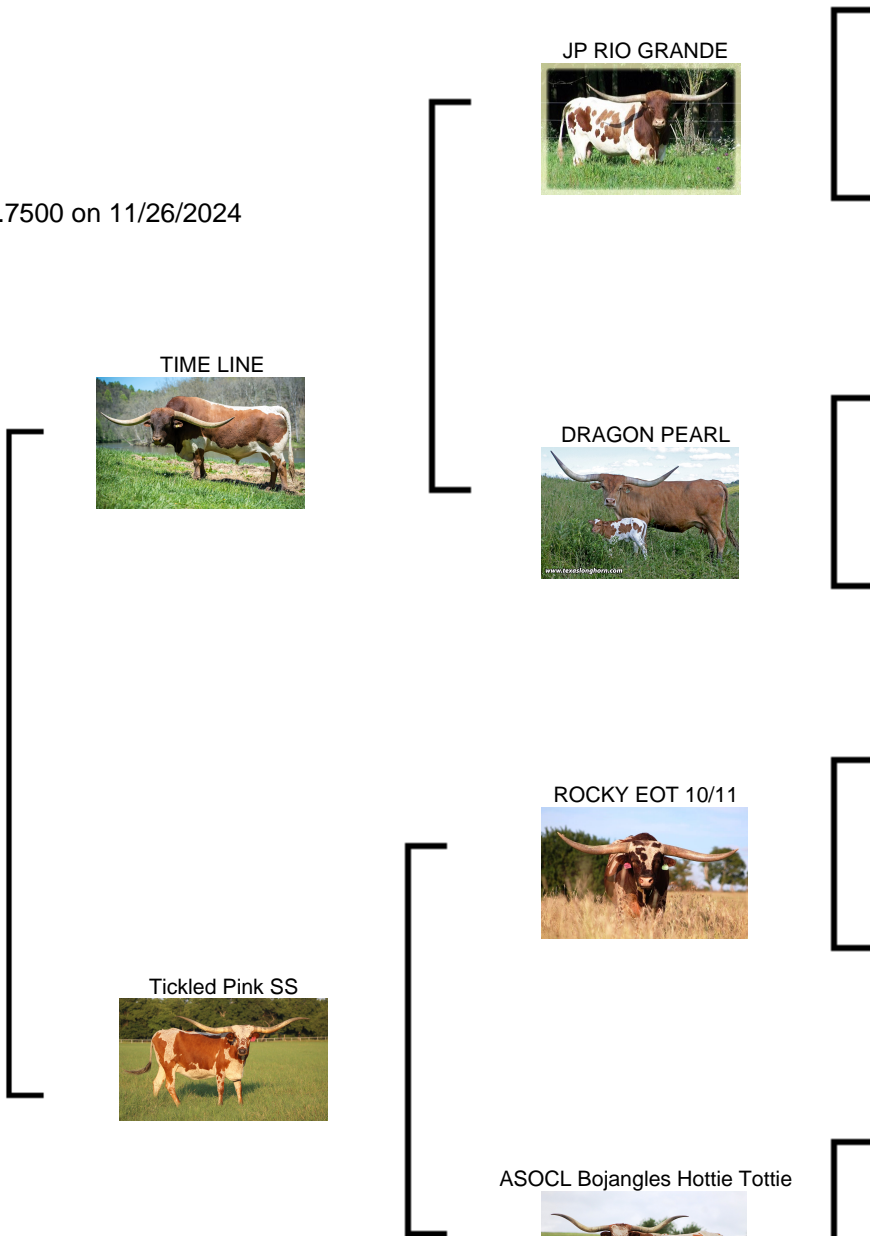 JP RIO GRANDE
.7500 on 11/26/2024
TIME LINE
DRAGON PEARL
www.texaslonghorn.com
ROCKY EOT 10/11
Tickled Pink SS
ASOCL Bojangles Hottie Tottie